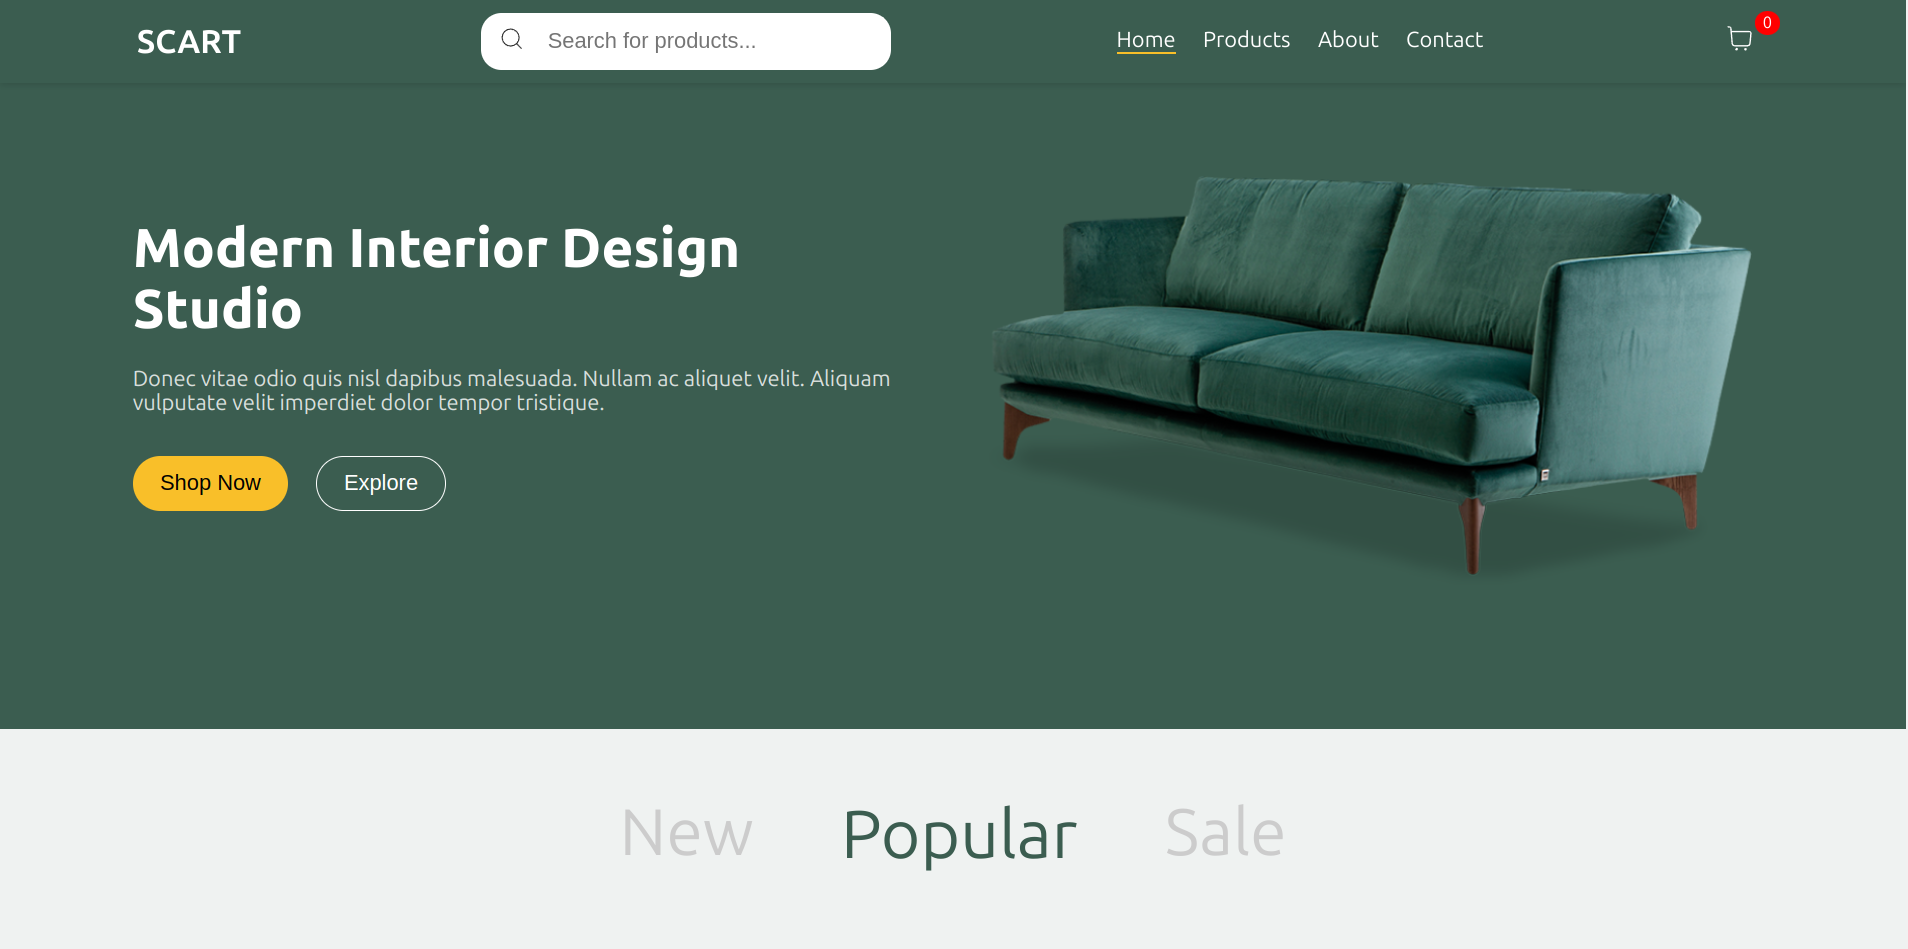 SCART
Search for products...
Home
Products
About
Contact
0
Modern Interior Design
Studio
Donec vitae odio quis nisl dapibus malesuada. Nullam ac aliquet velit. Aliquam
vulputate velit imperdiet dolor tempor tristique.
Shop Now
Explore
New
Popular
Sale